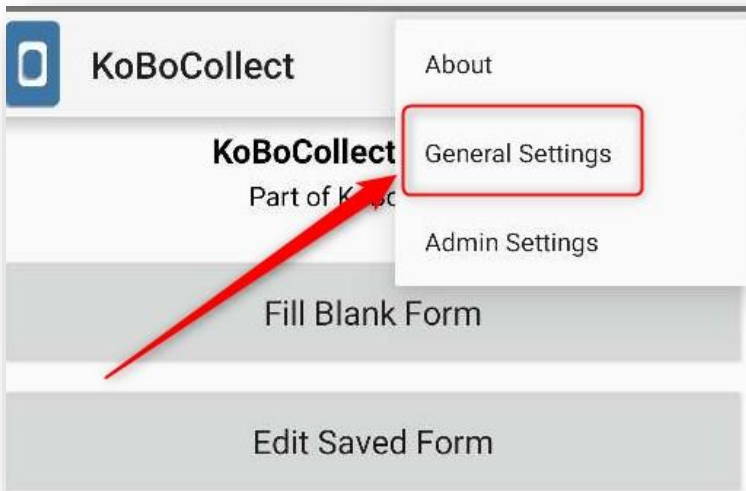 KoBoCollect
About
General Settings
Admin Settings
KoBoCollect
Part of
Fill Blank Form
Edit Saved Form